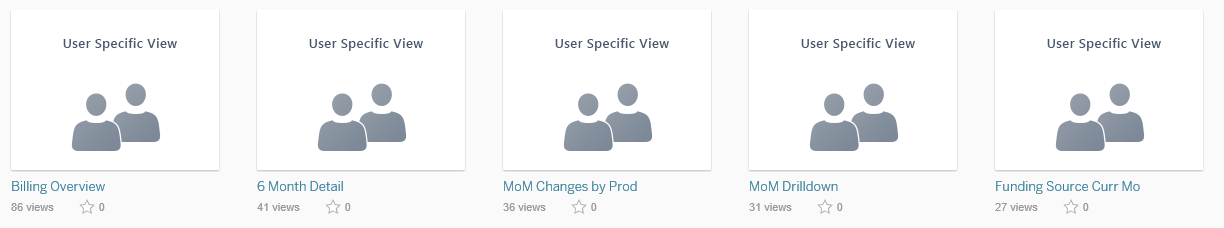 User Specific View
User Specific View
User Specific View
User Specific View
User Specific View
Billing Overview
6 Month Detail
MoM Changes by Prod
MoM Drilldown
Funding Source Curr Mo
86 views 0
41 views 0
36 views 0
31 views 0
27 views 0